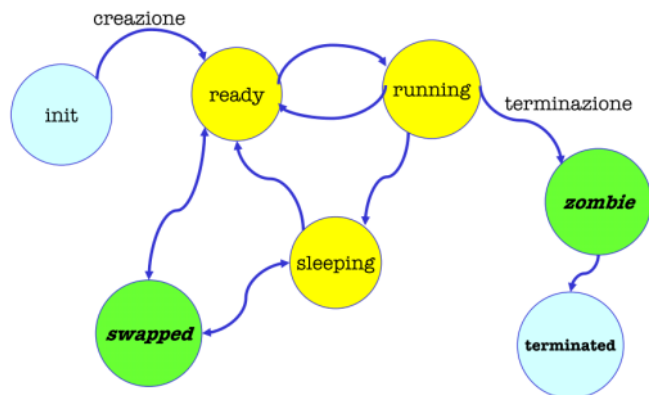 creazione
ready
running
init
terminazione
zombie
sleeping
swapped
terminated